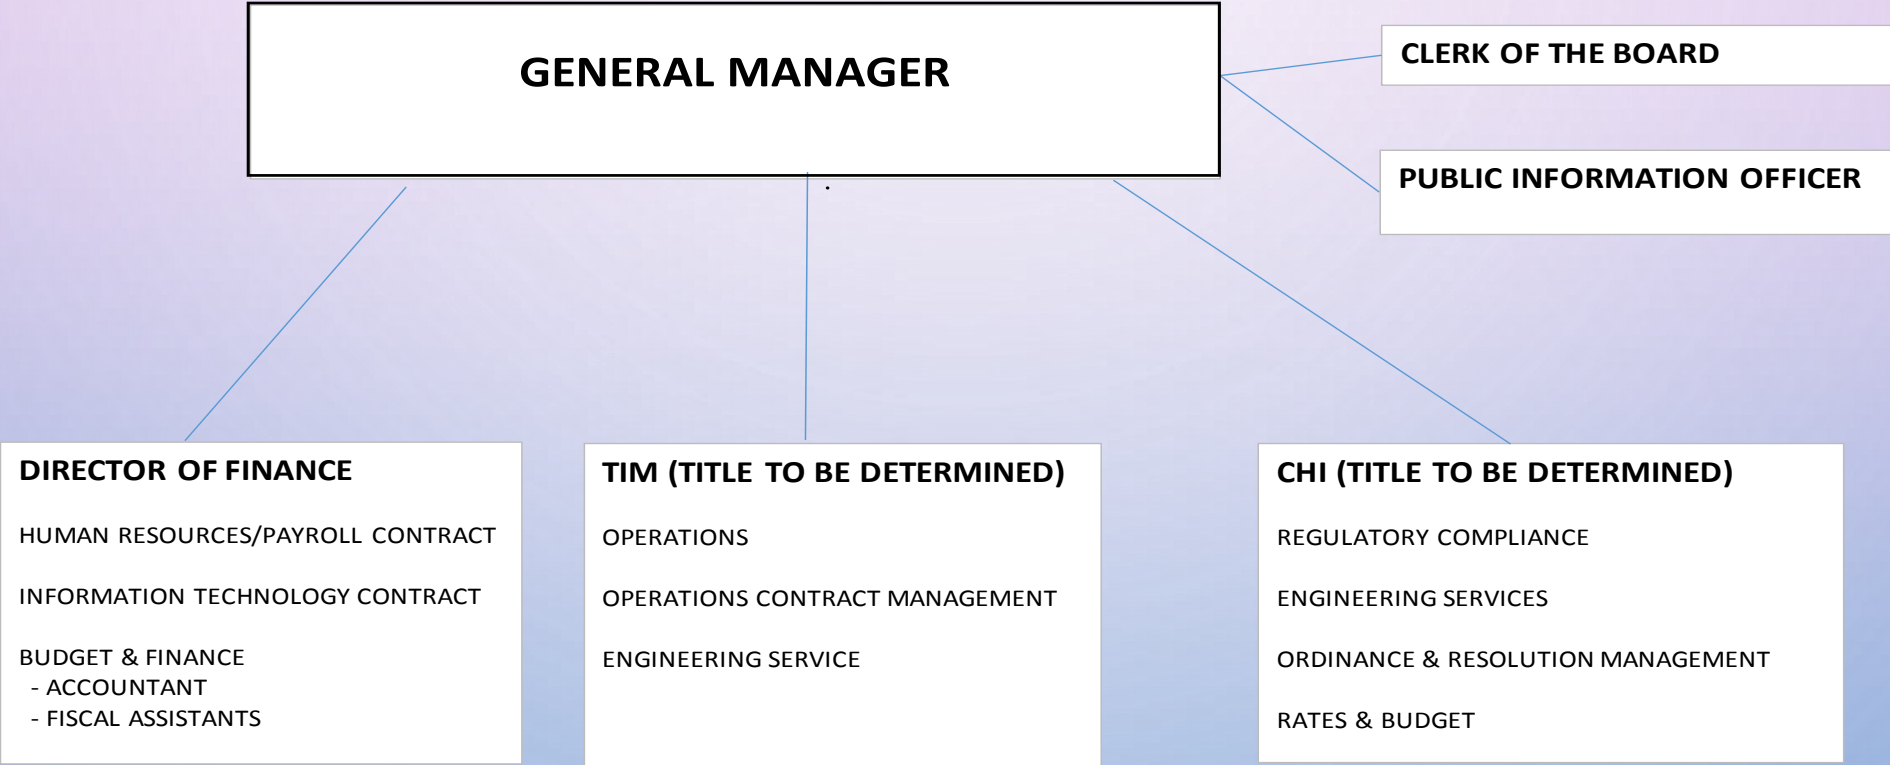 GENERAL MANAGER
.
CLERK OF THE BOARD
PUBLIC INFORMATION OFFICER
DIRECTOR OF FINANCE
HUMAN RESOURCES/PAYROLL CONTRACT
INFORMATION TECHNOLOGY CONTRACT
BUDGET & FINANCE
- ACCOUNTANT
- FISCAL ASSISTANTS
TIM (TITLE TO BE DETERMINED)
OPERATIONS
OPERATIONS CONTRACT MANAGEMENT
ENGINEERING SERVICE
CHI (TITLE TO BE DETERMINED)
REGULATORY COMPLIANCE
ENGINEERING SERVICES
ORDINANCE & RESOLUTION MANAGEMENT
RATES & BUDGET